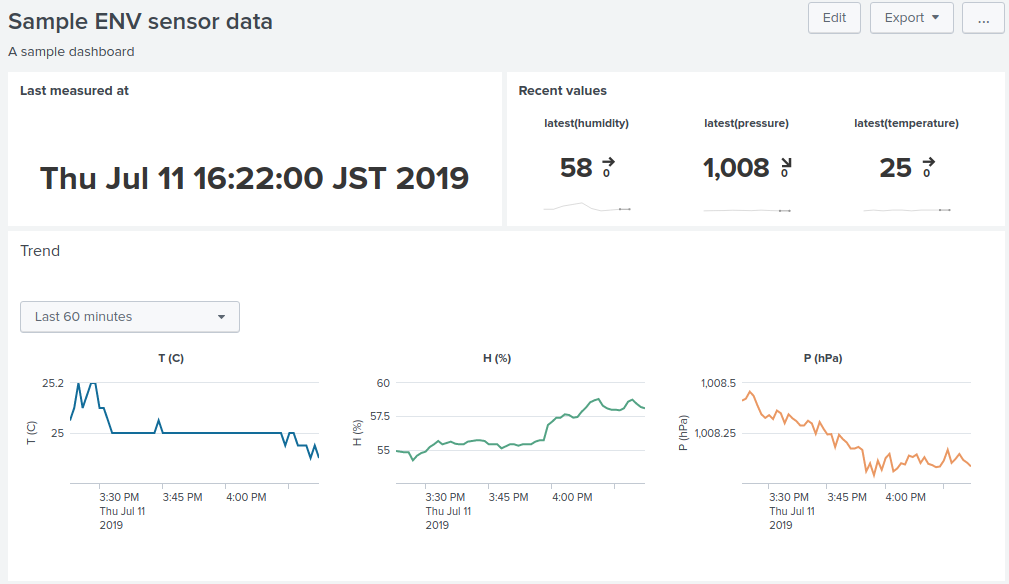 Sample ENV sensor data
Edit
Export
...
A sample dashboard
Last measured at
Thu Jul 11 16:22:00 JST 2019
Recent values
latest(humidity)
latest(pressure)
latest(temperature)
58
0
1,008
0
25
0
Trend
Last 60 minutes
T (C)
25.2
25
T (C)
3:30 PM
Thu Jul 11
2019
3:45 PM
4:00 PM
H (%)
60
57.5
55
H (%)
3:30 PM
Thu Jul 11
2019
3:45 PM
4:00 PM
P (hPa)
1,008.5
1,008.25
P (hPa)
3:30 PM
Thu Jul 11
2019
3:45 PM
4:00 PM